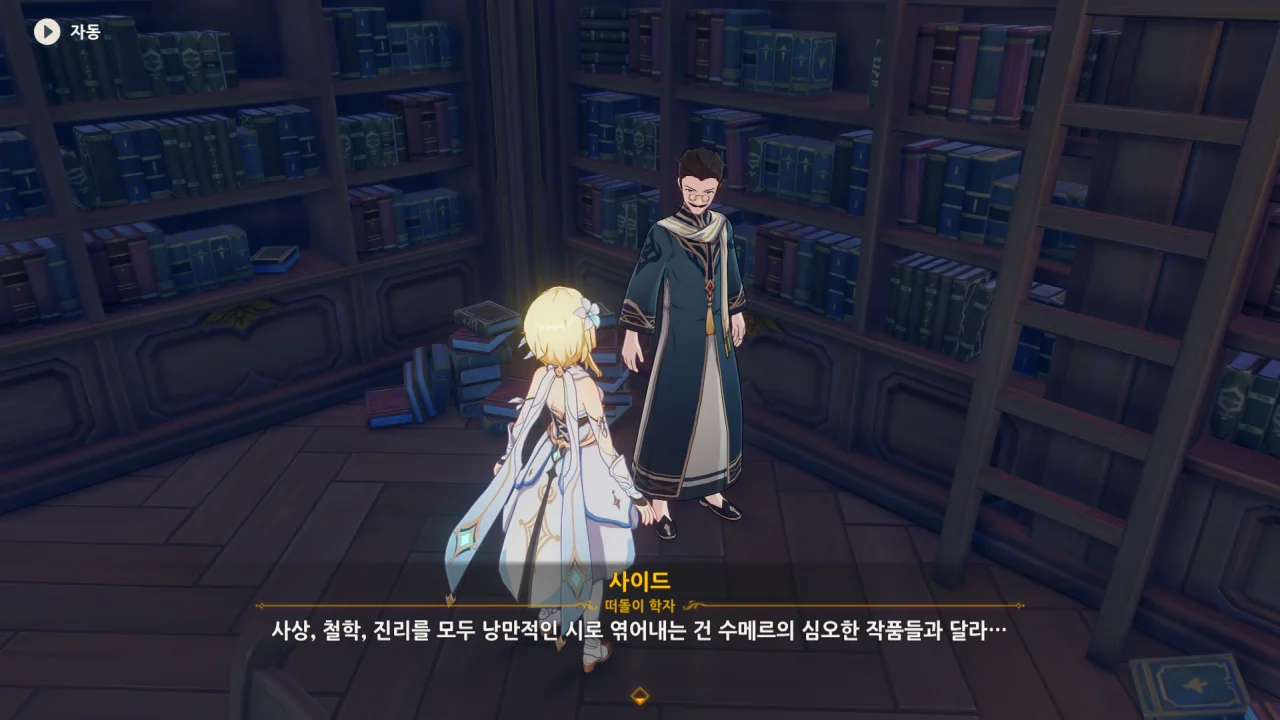 자동
사이드
떠돌이 학자
사상, 철학, 진리를 모두 낭만적인 시로 엮어내는 건 수메르의 심오한 작품들과 달라…